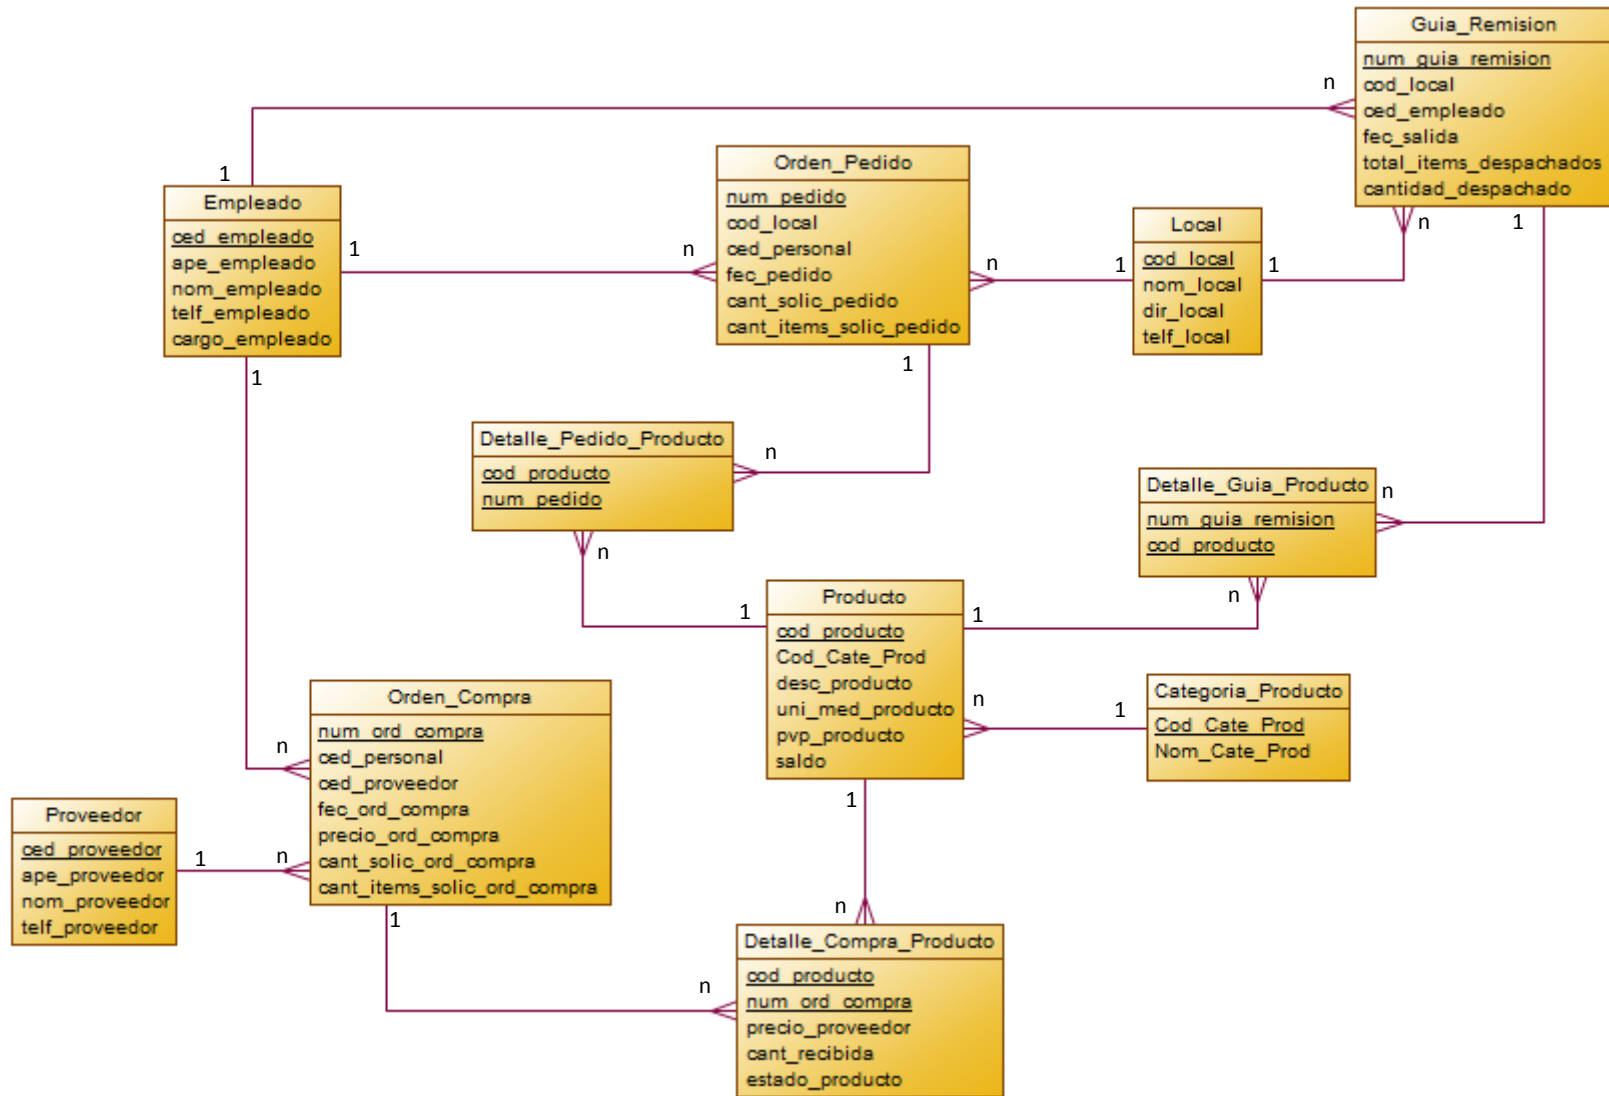 Guia_Remision
num_guia_remision
cod_local
ced_empleado
fec_salida
total_items_despachados
cantidad_despachado
n
1
n
1
Orden_Pedido
num_pedido
cod_local
ced_personal
fec_pedido
cant_solic_pedido
cant_items_solic_pedido
Empleado
ced_empleado
ape_empleado
nom_empleado
telf_empleado
cargo_empleado
1
n
n
1
1
Local
cod_local
nom_local
dir_local
telf_local
1
1
Detalle_Pedido_Producto
cod_producto
num_pedido
n
n
Detalle_Guia_Producto
num_guia_remision
cod_producto
n
n
Producto
cod_producto
Cod_Cate_Prod
desc_producto
uni_med_producto
pvp_producto
saldo
1
1
n
1
1
Categoria_Producto
Cod_Cate_Prod
Nom_Cate_Prod
Orden_Compra
num_ord_compra
ced_personal
ced_proveedor
fec_ord_compra
precio_ord_compra
cant_solic_ord_compra
cant_items_solic_ord_compra
n
Proveedor
ced_proveedor
ape_proveedor
nom_proveedor
telf_proveedor
1
n
1
n
n
Detalle_Compra_Producto
cod_producto
num_ord_compra
precio_proveedor
cant_recibida
estado_producto